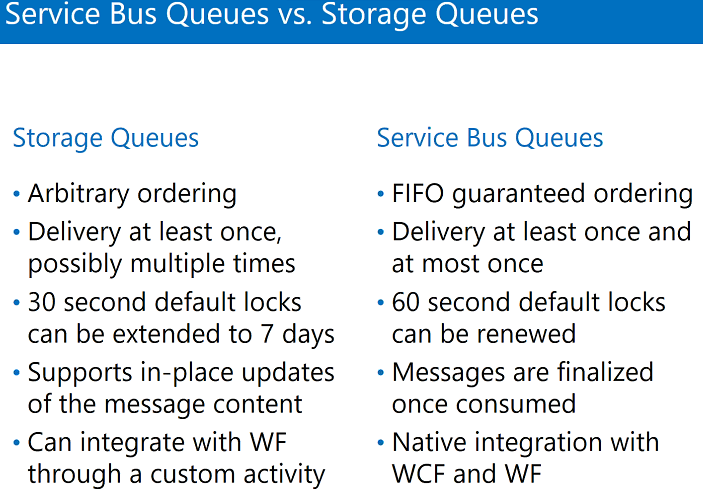 Service Bus Queues vs. Storage Queues
Storage Queues
• Arbitrary ordering
• Delivery at least once,
possibly multiple times
• 30 second default locks
can be extended to 7 days
• Supports in-place updates
of the message content
• Can integrate with WF
through a custom activity
Service Bus Queues
• FIFO guaranteed ordering
• Delivery at least once and
at most once
• 60 second default locks
can be renewed
• Messages are finalized
once consumed
• Native integration with
WCF and WF